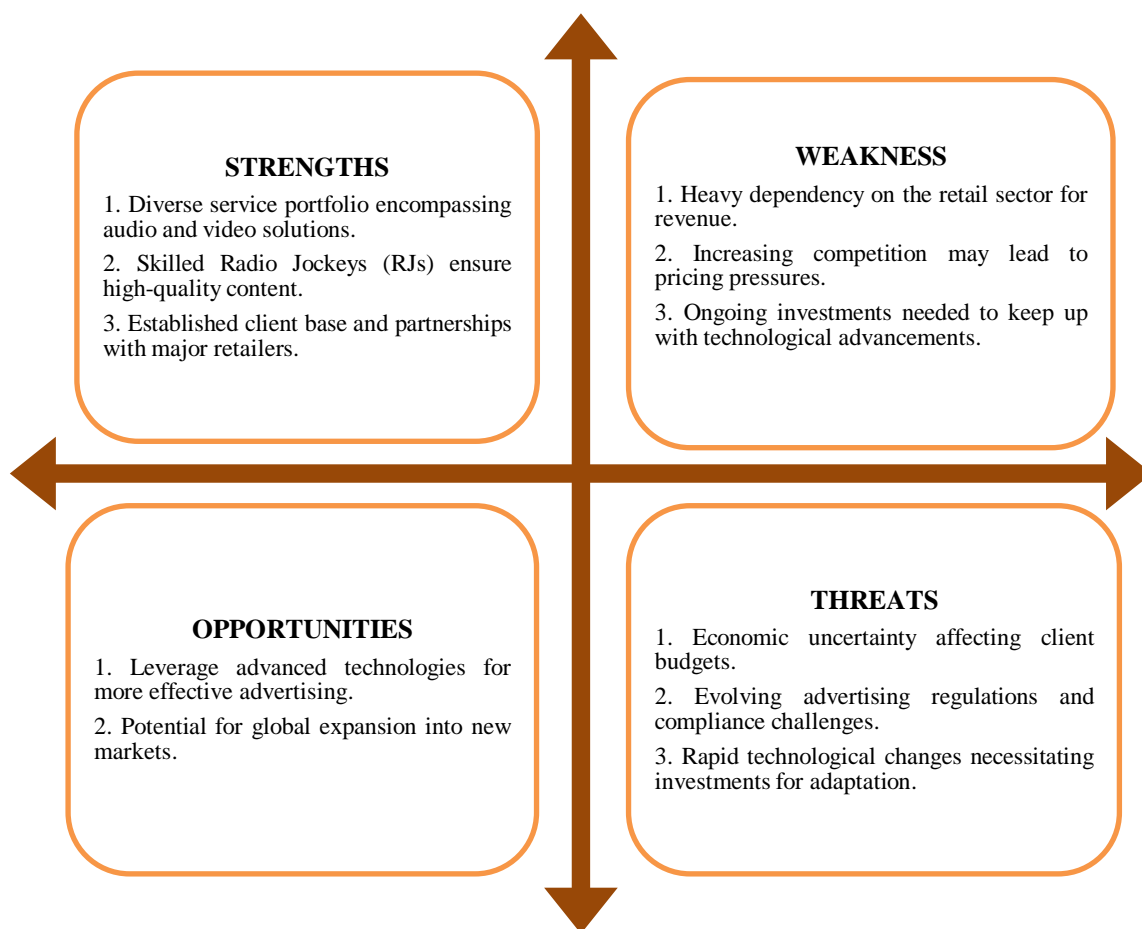 STRENGTHS
1. Diverse service portfolio encompassing
audio and video solutions.
2. Skilled Radio Jockeys (RJs) ensure
high-quality content.
3. Established client base and partnerships
with major retailers.
WEAKNESS
1. Heavy dependency on the retail sector for
revenue.
2. Increasing competition may lead to
pricing pressures.
3. Ongoing investments needed to keep up
with technological advancements.
OPPORTUNITIES
1. Leverage advanced technologies for
more effective advertising.
2. Potential for global expansion into new
markets.
THREATS
1. Economic uncertainty affecting client
budgets.
2. Evolving advertising regulations and
compliance challenges.
3. Rapid technological changes necessitating
investments for adaptation.